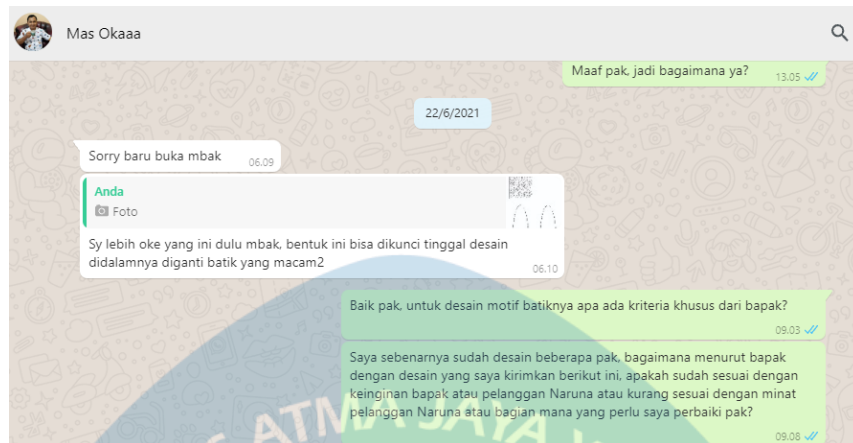 Mas Okaaa
Maaf pak, jadi bagaimana ya? 13.05
22/6/2021
Sorry baru buka mbak 06.09
Anda
Foto
Sy lebih oke yang ini dulu mbak, bentuk ini bisa dikunci tinggal desain
didalamnya diganti batik yang macam2
06.10
Baik pak, untuk desain motif batiknya apa ada kriteria khusus dari bapak?
09.03
Saya sebenarnya sudah desain beberapa pak, bagaimana menurut bapak
dengan desain yang saya kirimkan berikut ini, apakah sudah sesuai dengan
keinginan bapak atau pelanggan Naruna atau kurang sesuai dengan minat
pelanggan Naruna atau bagian mana yang perlu saya perbaiki pak?
09.08
ATMA JAYA